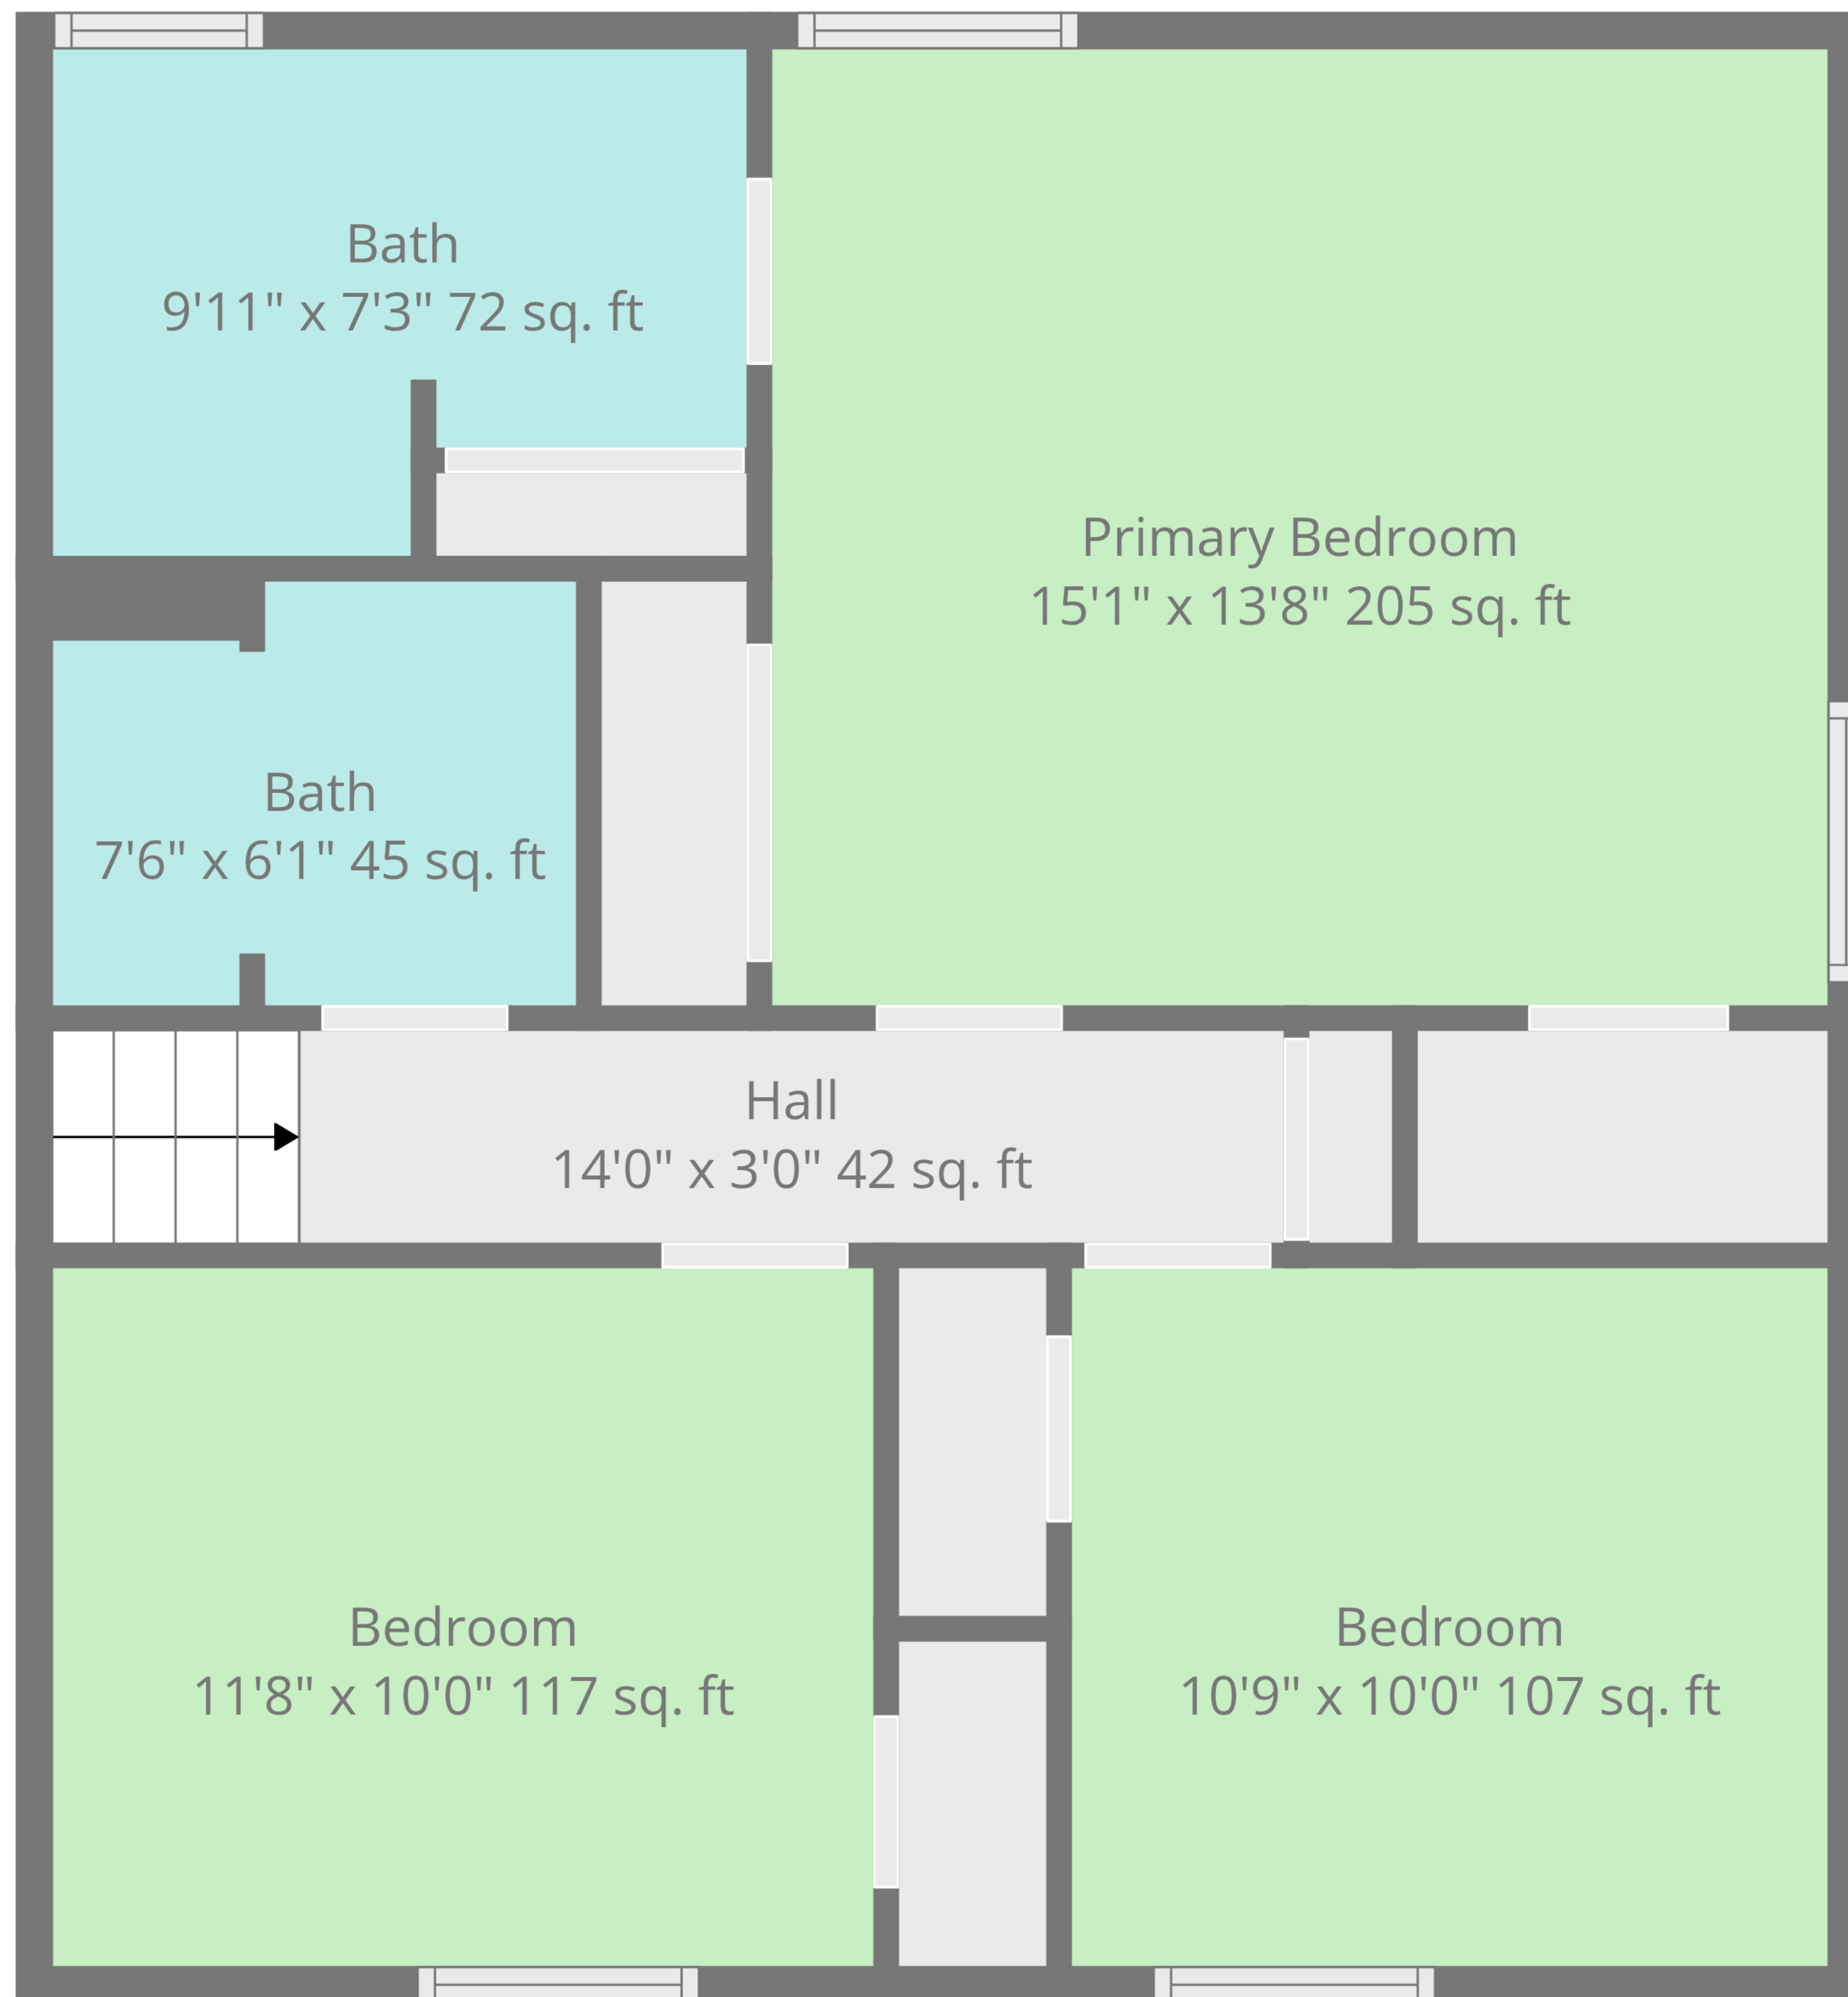 Bath
9'11" x 7'3" 72 sq. ft
Primary Bedroom
15'1" x 13'8" 205 sq. ft
Bath
7'6" x 6'1" 45 sq. ft
Hall
14'0" x 3'0" 42 sq. ft
Bedroom
11'8" x 10'0" 117 sq. ft
Bedroom
10'9" x 10'0" 107 sq. ft